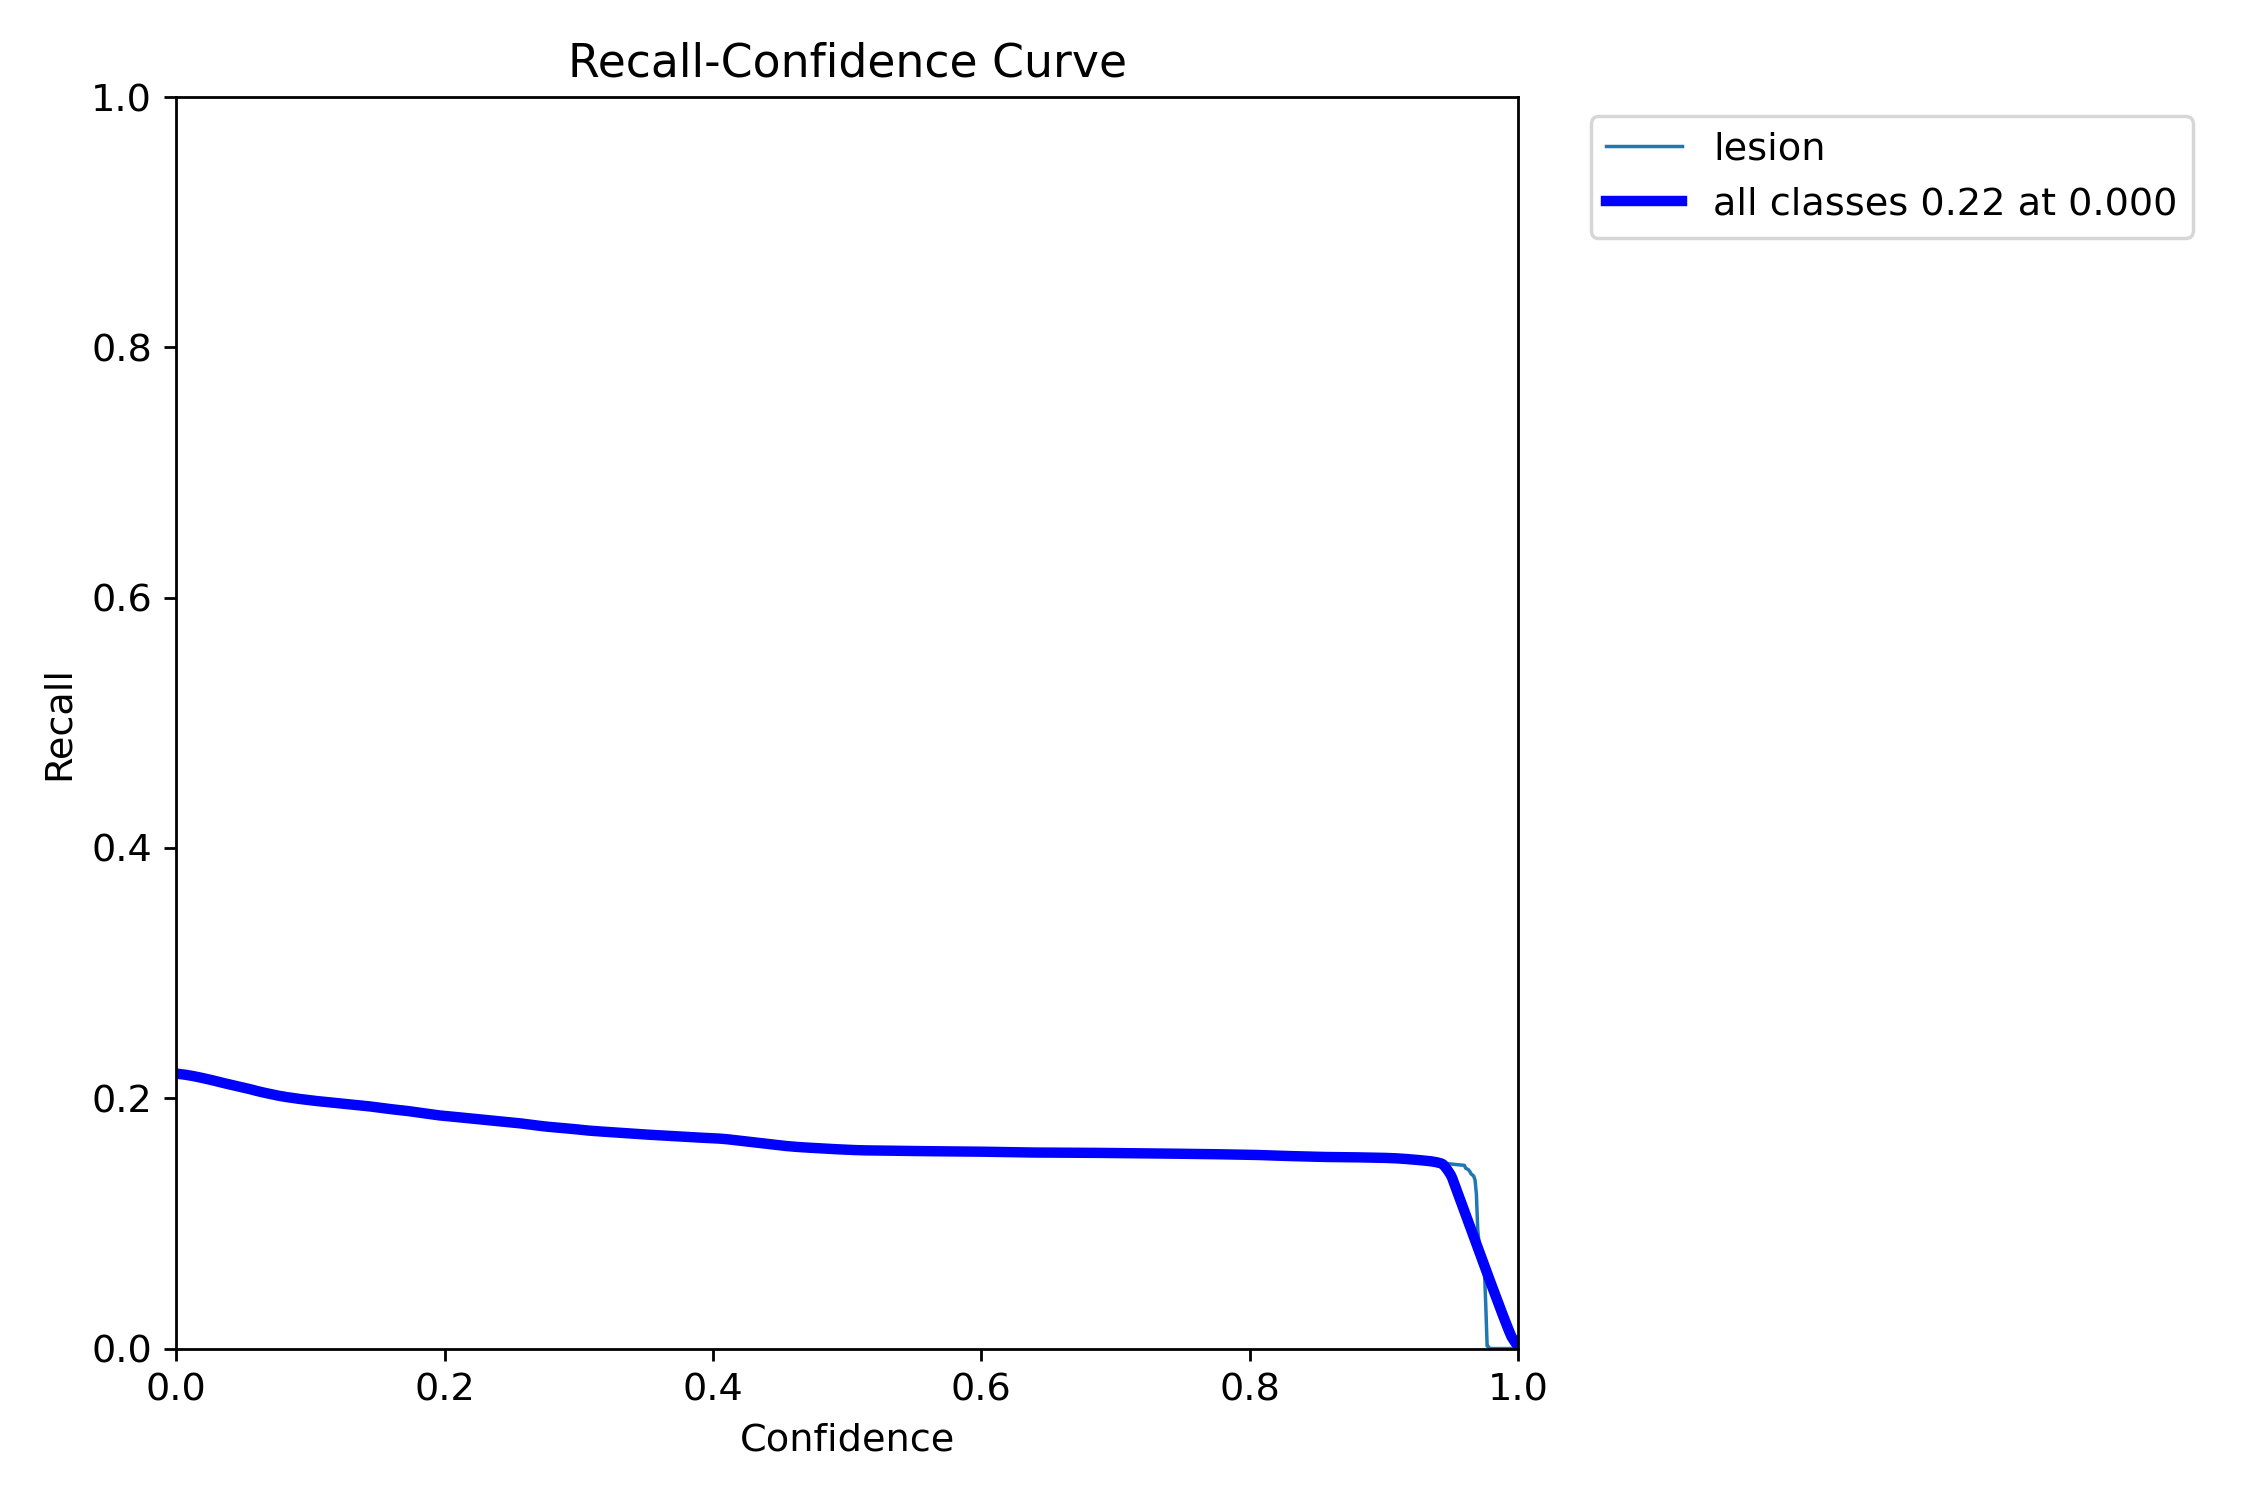 Recall-Confidence Curve
1.0
0.8
0.6
0.4
0.2
0.0
Recall
0.0 0.2 0.4 0.6 0.8 1.0
Confidence
lesion
all classes 0.22 at 0.000